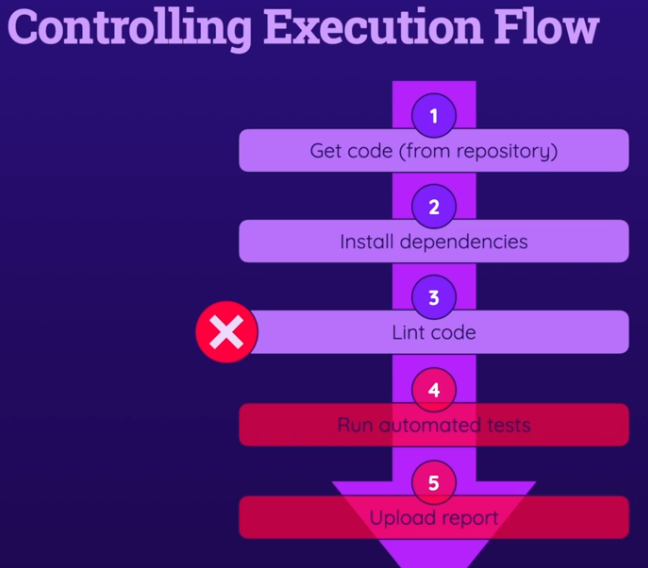 Controlling Execution Flow
1
Get code (from repository)
2
Install dependencies
3
Lint code
4
Run automated tests
5
Upload report